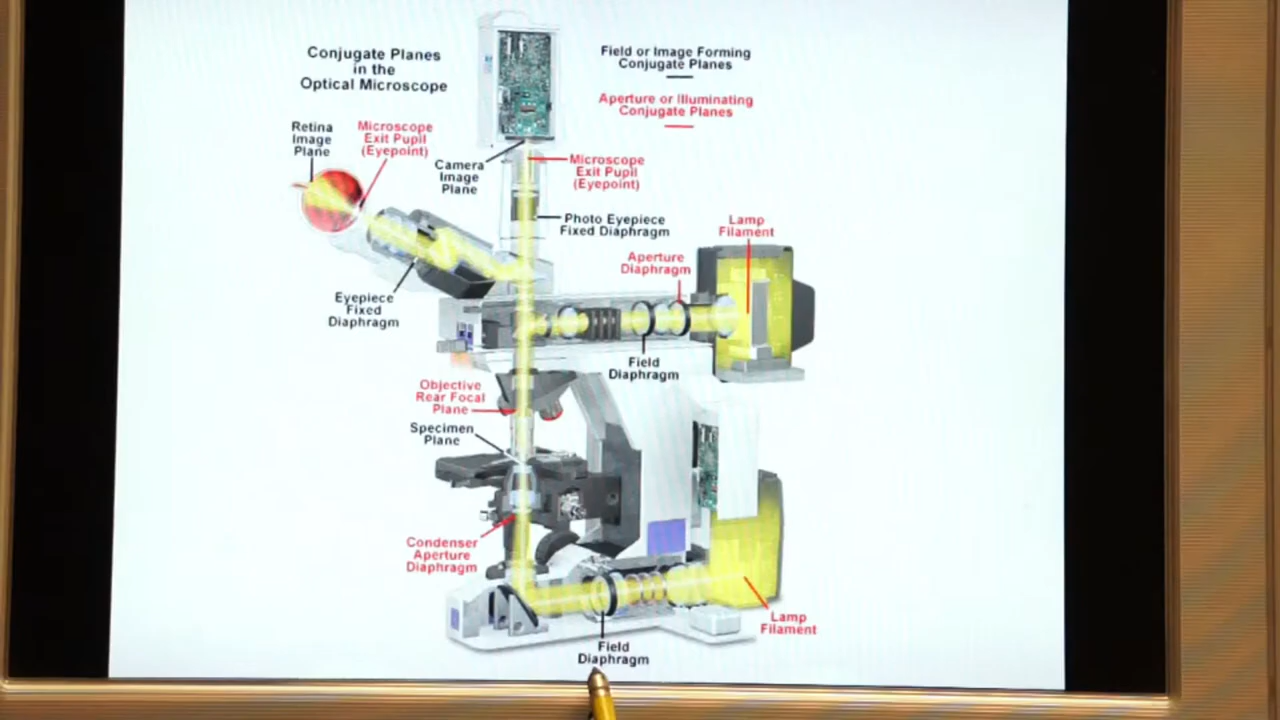 Conjugate Planes
in the
Optical Microscope
Field or Image Forming
Conjugate Planes
Aperture or Illuminating
Conjugate Planes
Retina
Image
Plane
Microscope
Exit Pupil
(Eyepoint)
Camera
Image
Plane
Microscope
Exit Pupil
(Eyepoint)
Photo Eyepiece
Fixed Diaphragm
Lamp
Filament
Aperture
Diaphragm
Eyepiece
Fixed
Diaphragm
Field
Diaphragm
Objective
Rear Focal
Plane
Specimen
Plane
Condenser
Aperture
Diaphragm
Lamp
Filament
Field
Diaphragm